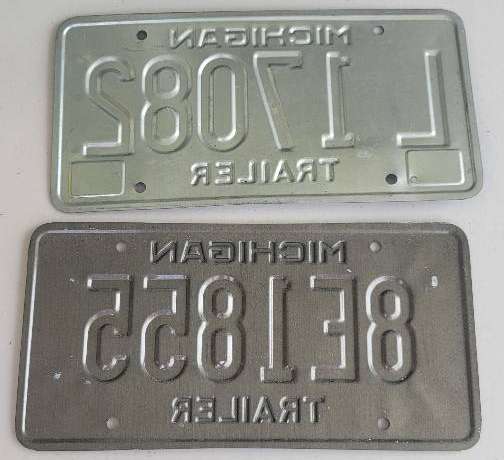 MICHIGAN
L 17082
TRAILER
MICHIGAN
8E1855
TRAILER